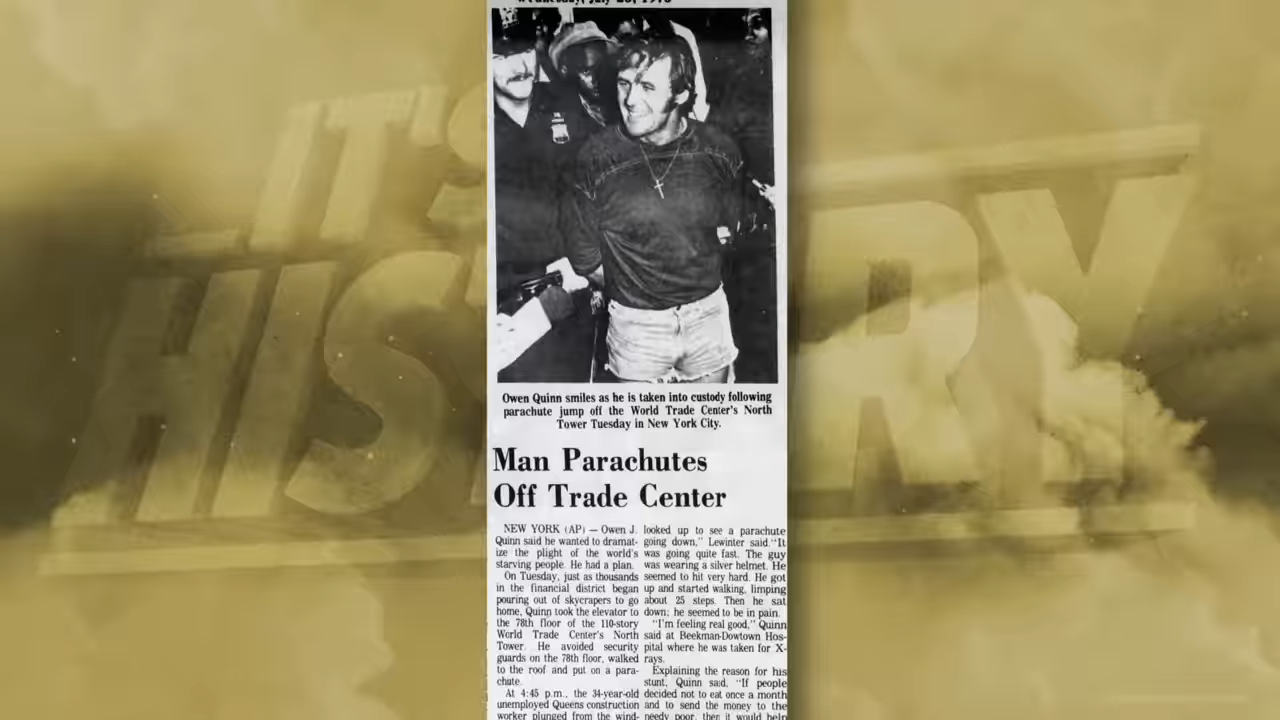 Wednesday, July 23, 1975
IT'S
HISTORY
Owen Quinn smiles as he is taken into custody following
parachute jump off the World Trade Center's North
Tower Tuesday in New York City.
Man Parachutes
Off Trade Center
NEW YORK (AP) — Owen J.
Quinn said he wanted to dramat-
ize the plight of the world's
starving people. He had a plan.
On Tuesday, just as thousands
in the financial district began
pouring out of skycrapers to go
home, Quinn took the elevator to
the 78th floor of the 110-story
World Trade Center's North
Tower. He avoided security
guards on the 78th floor, walked
to the roof and put on a para-
chute.
At 4:45 p.m., the 34-year-old
unemployed Queens construction
worker plunged from the wind-
looked up to see a parachute
going down," Lewinter said. "It
was going quite fast. The guy
was wearing a silver helmet. He
seemed to hit very hard. He got
up and started walking, limping
about 25 steps. Then he sat
down; he seemed to be in pain.
"I'm feeling real good," Quinn
said at Beekman-Dowtown Hos-
pital where he was taken for X-
rays.
Explaining the reason for his
stunt, Quinn said, "If people
decided not to eat once a month
and to send the money to the
needy poor, then it would help